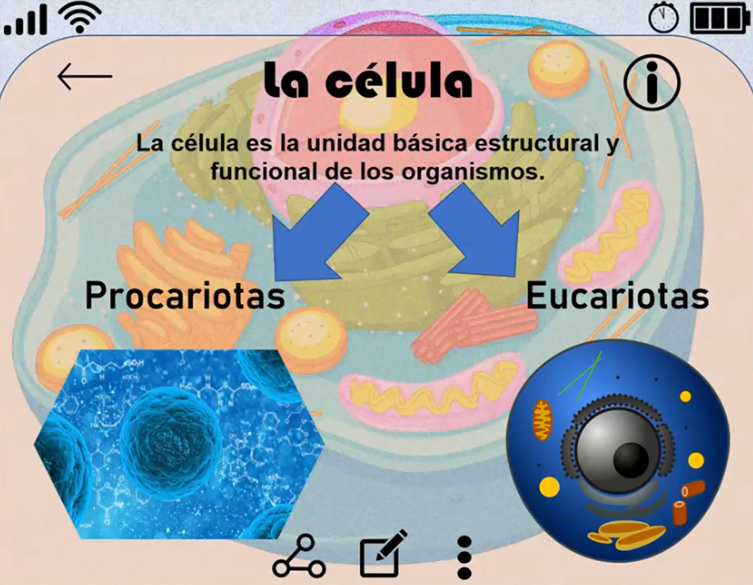 La célula
La célula es la unidad básica estructural y
funcional de los organismos.
Procariotas
Eucariotas